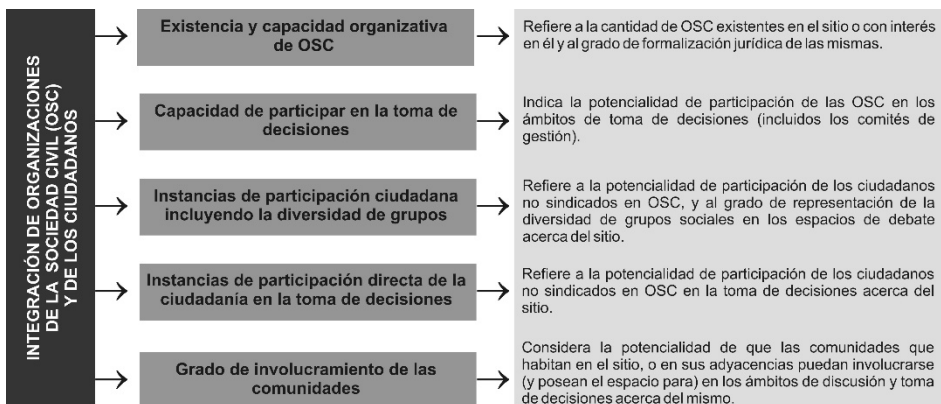 INTEGRACIÓN DE ORGANIZACIONES
DE LA SOCIEDAD CIVIL (OSC)
Y DE LOS CIUDADANOS
Existencia y capacidad organizativa
de OSC
Refiere a la cantidad de OSC existentes en el sitio o con interés
en él y al grado de formalización jurídica de las mismas.
Capacidad de participar en la toma de
decisiones
Indica la potencialidad de participación de las OSC en los
ámbitos de toma de decisiones (incluidos los comités de
gestión).
Instancias de participación ciudadana
incluyendo la diversidad de grupos
Refiere a la potencialidad de participación de los ciudadanos
no sindicados en OSC, y al grado de representación de la
diversidad de grupos sociales en los espacios de debate
acerca del sitio.
Instancias de participación directa de la
ciudadanía en la toma de decisiones
Refiere a la potencialidad de participación de los ciudadanos
no sindicados en OSC en la toma de decisiones acerca del
sitio.
Grado de involucramiento de las
comunidades
Considera la potencialidad de que las comunidades que
habitan en el sitio, o en sus adyacencias puedan involucrarse
(y posean el espacio para) en los ámbitos de discusión y toma
de decisiones acerca del mismo.